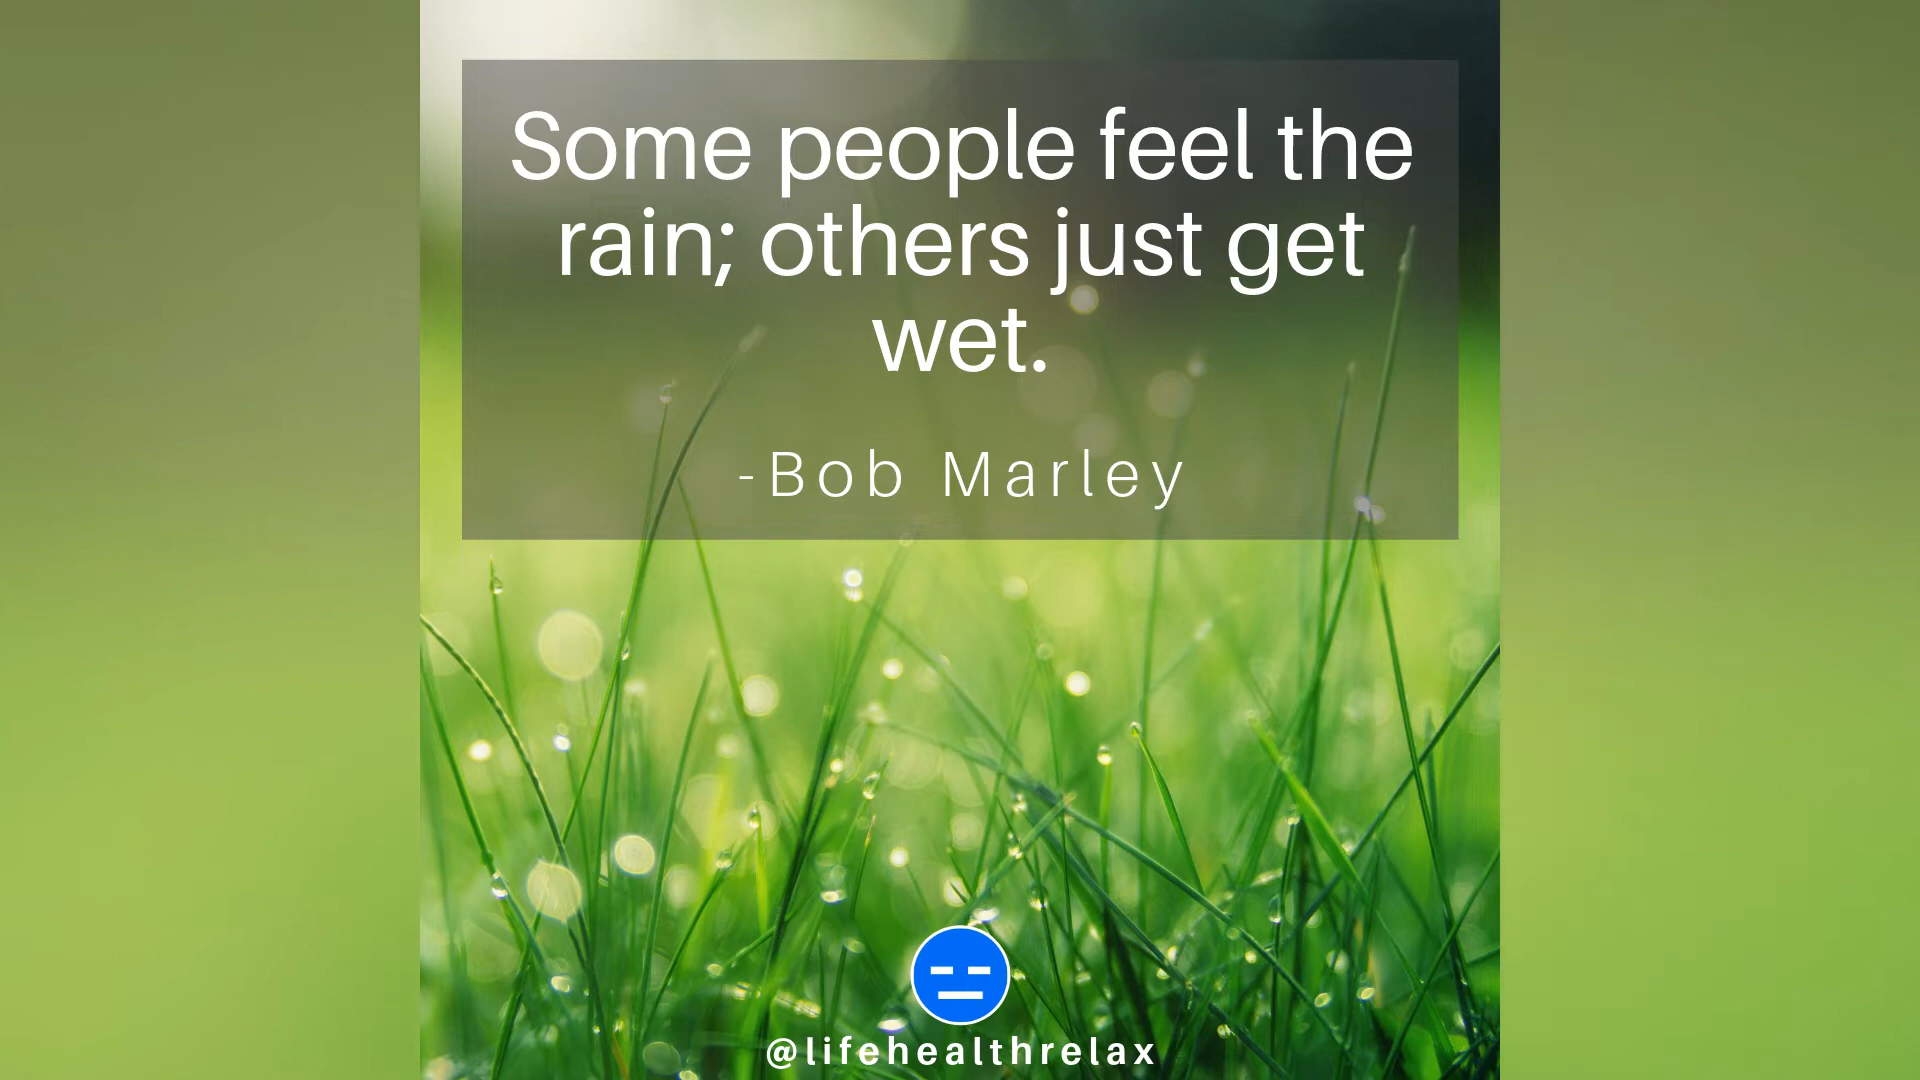 Some people feel the
rain; others just get
wet.
-Bob Marley
@lifehealthrelax